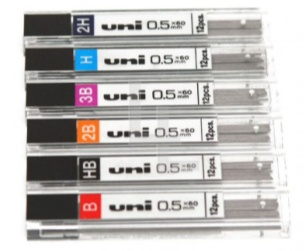 2H uni 0.5×60mm 12pcs.
H uni 0.5×60mm 12pcs.
3B uni 0.5×60mm 12pcs.
2B uni 0.5×60mm 12pcs.
HB uni 0.5×60mm 12pcs.
B uni 0.5×60mm 12pcs.